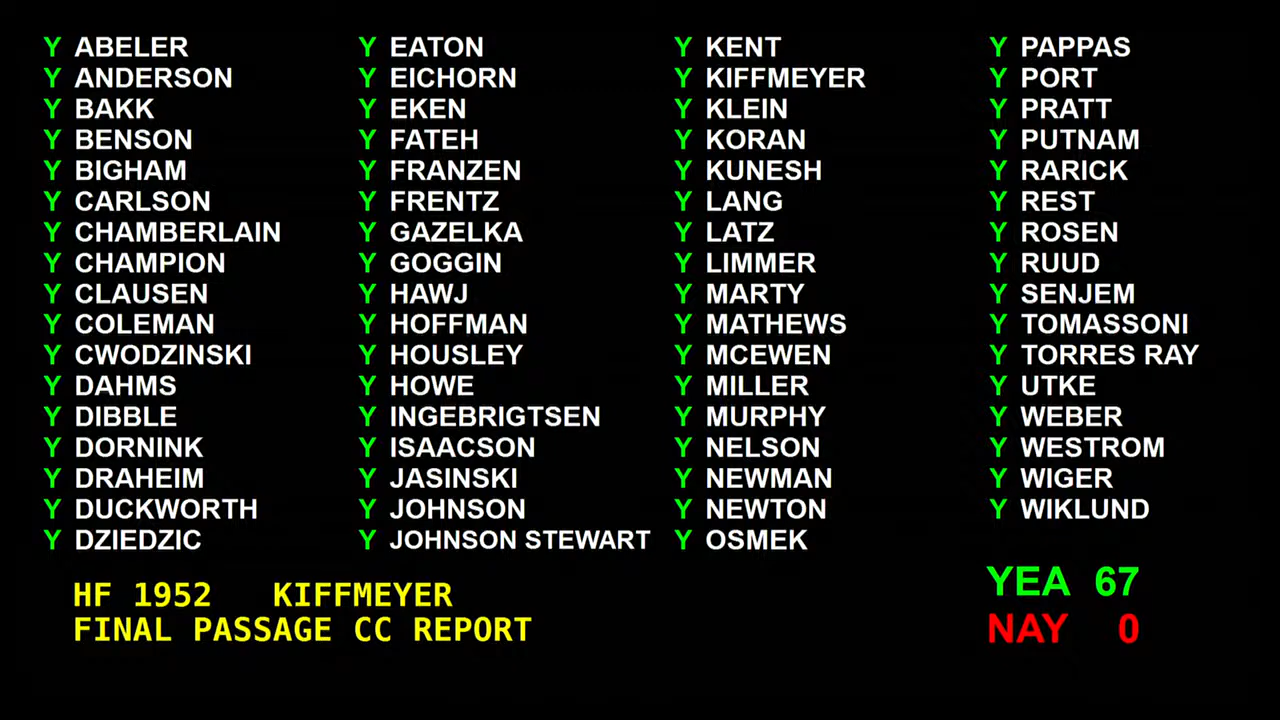 Y ABELER Y EATON Y KENT Y PAPPAS
Y ANDERSON Y EICHORN Y KIFFMEYER Y PORT
Y BAKK Y EKEN Y KLEIN Y PRATT
Y BENSON Y FATEH Y KORAN Y PUTNAM
Y BIGHAM Y FRANZEN Y KUNESH Y RARICK
Y CARLSON Y FRENTZ Y LANG Y REST
Y CHAMBERLAIN Y GAZELKA Y LATZ Y ROSEN
Y CHAMPION Y GOGGIN Y LIMMER Y RUUD
Y CLAUSEN Y HAWJ Y MARTY Y SENJEM
Y COLEMAN Y HOFFMAN Y MATHEWS Y TOMASSONI
Y CWODZINSKI Y HOUSLEY Y MCEWEN Y TORRES RAY
Y DAHMS Y HOWE Y MILLER Y UTKE
Y DIBBLE Y INGEBRIGTSEN Y MURPHY Y WEBER
Y DORNINK Y ISAACSON Y NELSON Y WESTROM
Y DRAHEIM Y JASINSKI Y NEWMAN Y WIGER
Y DUCKWORTH Y JOHNSON Y NEWTON Y WIKLUND
Y DZIEDZIC Y JOHNSON STEWART Y OSMEK
HF 1952 KIFFMEYER
FINAL PASSAGE CC REPORT
YEA 67
NAY 0